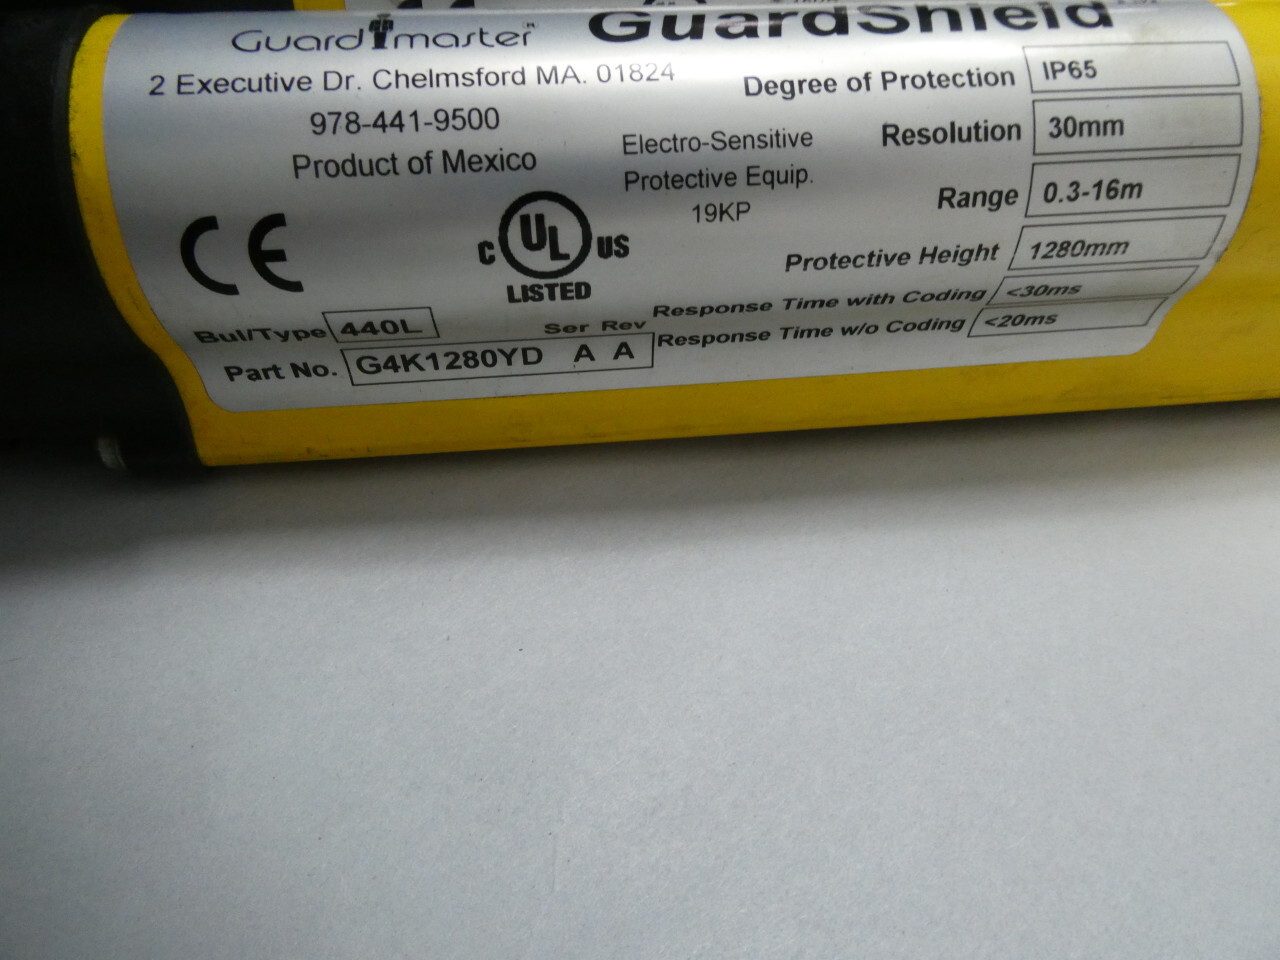 Guardmaster
GuardShield
2 Executive Dr. Chelmsford MA. 01824
978-441-9500
Product of Mexico
Electro-Sensitive
Protective Equip.
19KP
CE
C UL US
LISTED
Bul/Type 440L
Ser Rev
Part No. G4K1280YD A A
Degree of Protection IP65
Resolution 30mm
Range 0.3-16m
Protective Height 1280mm
Response Time with Coding <30ms
Response Time w/o Coding <20ms